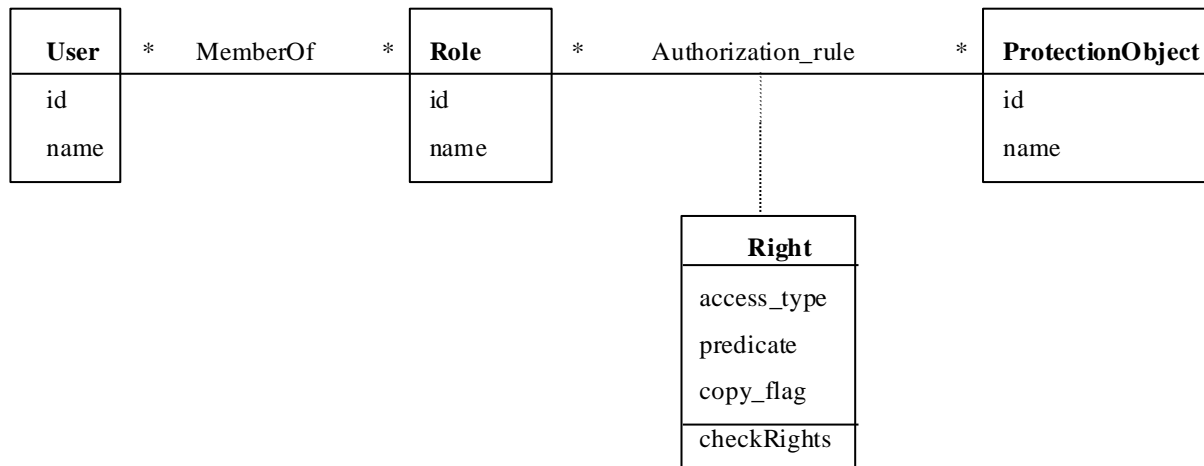 User * MemberOf * Role * Authorization_rule * ProtectionObject
id id id
name name name
Right
access_type
predicate
copy_flag
checkRights